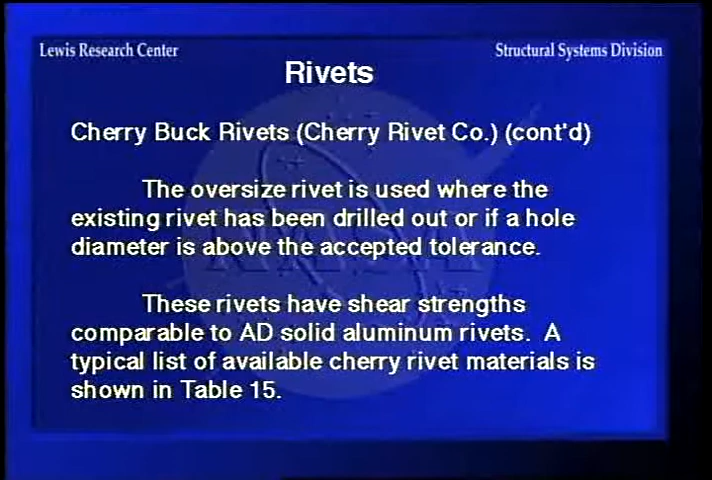 Lewis Research Center
Structural Systems Division
Rivets
Cherry Buck Rivets (Cherry Rivet Co.) (cont'd)
The oversize rivet is used where the
existing rivet has been drilled out or if a hole
diameter is above the accepted tolerance.
These rivets have shear strengths
comparable to AD solid aluminum rivets. A
typical list of available cherry rivet materials is
shown in Table 15.
NASA